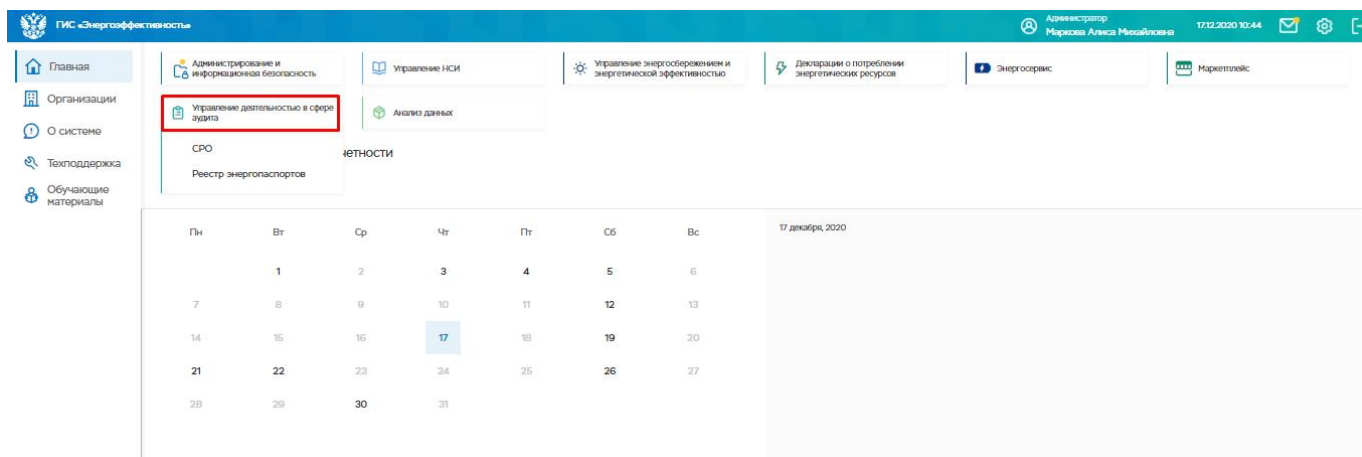 ГИС «Энергоэффективность»
Администратор
Маркова Алиса Михайловна
17.12.2020 10:44
Главная
Организации
О системе
Техподдержка
Обучающие
материалы
Администрирование и
информационная безопасность
Управление НСИ
Управление энергосбережением и
энергетической эффективностью
Декларации о потреблении
энергетических ресурсов
Энергосервис
Маркетплейс
Управление деятельностью в сфере
аудита
Анализ данных
СРО
четности
Реестр энергопаспортов
Пн Вт Ср Чт Пт Сб Вс
17 декабря, 2020
1 2 3 4 5 6
7 8 9 10 11 12 13
14 15 16 17 18 19 20
21 22 23 24 25 26 27
28 29 30 31